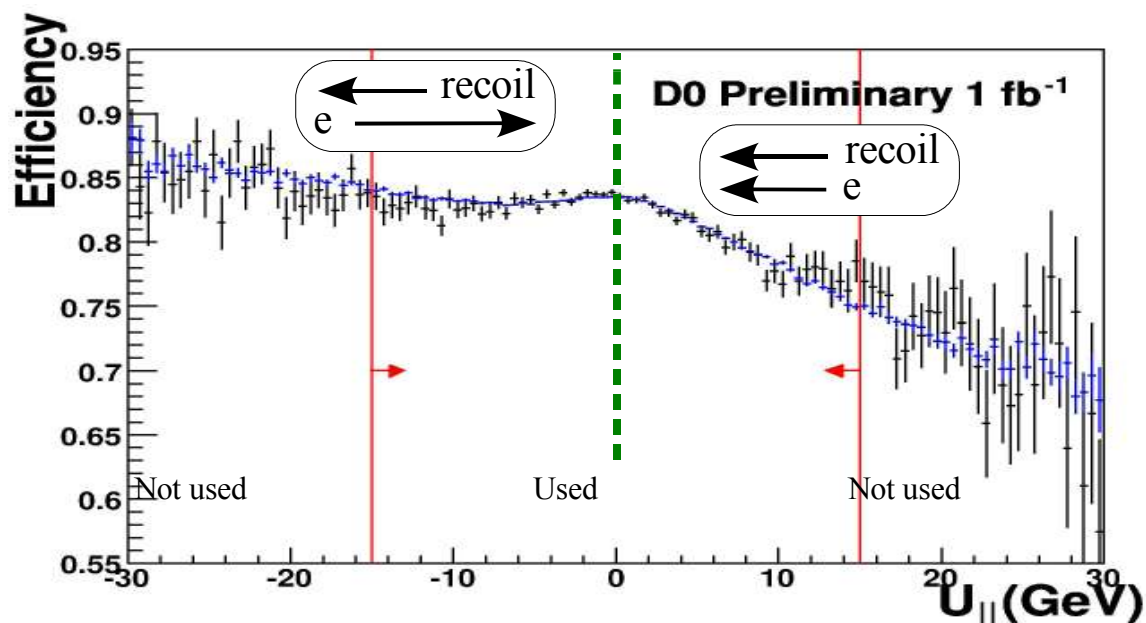 Efficiency
0.95
0.9
0.85
0.8
0.75
0.7
0.65
0.6
0.55
recoil
e
D0 Preliminary 1 fb⁻¹
recoil
e
Not used
Used
Not used
-30
-20
-10
0
10
20
30
U||(GeV)